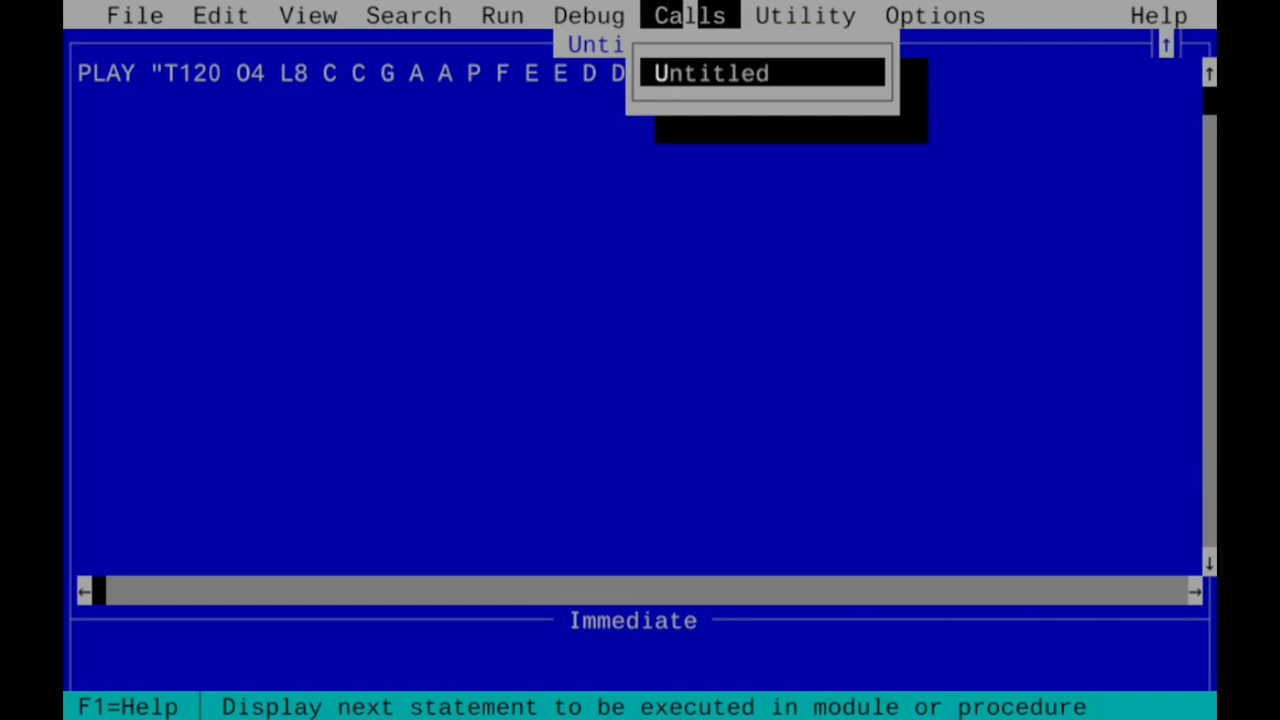 File Edit View Search Run Debug Calls Utility Options Help
Unti ↑
PLAY "T120 O4 L8 C C G A A P F E E D D ↑
Untitled
↓
← →
Immediate
F1=Help │ Display next statement to be executed in module or procedure